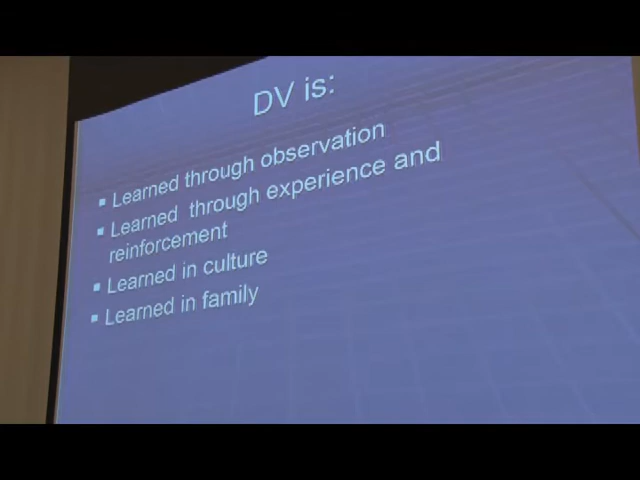 DV is:
▪ Learned through observation
▪ Learned through experience and
reinforcement
▪ Learned in culture
▪ Learned in family